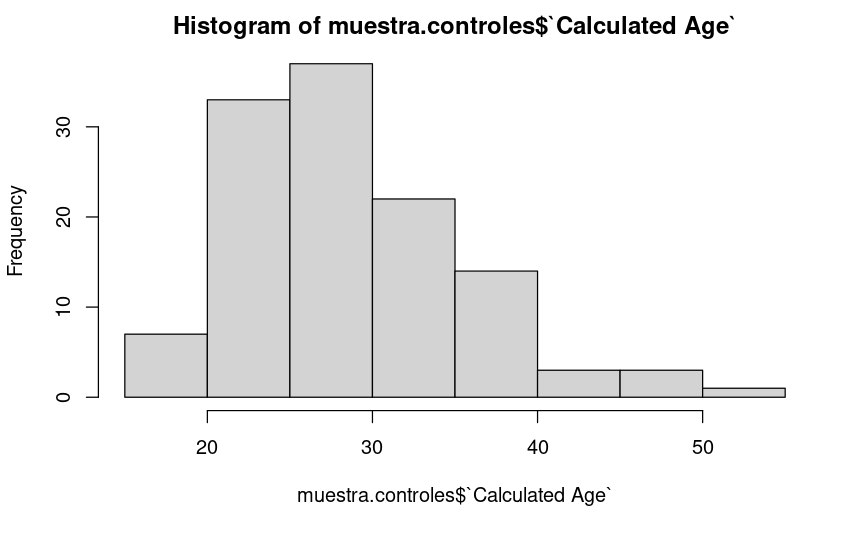 Histogram of muestra.controles$`Calculated Age`
Frequency
30
20
10
0
20 30 40 50
muestra.controles$`Calculated Age`